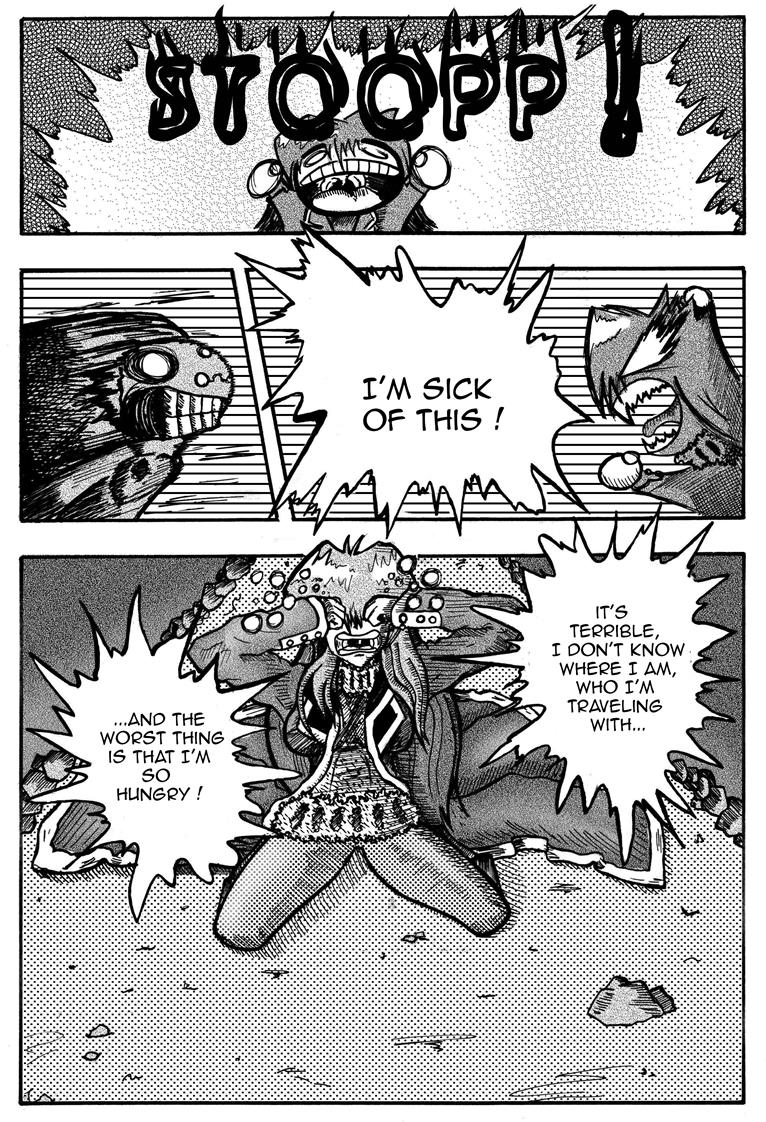 STOOPP!
I'M SICK
OF THIS !
IT'S
TERRIBLE,
I DON'T KNOW
WHERE I AM,
WHO I'M
TRAVELING
WITH...
...AND THE
WORST THING
IS THAT I'M
SO
HUNGRY !